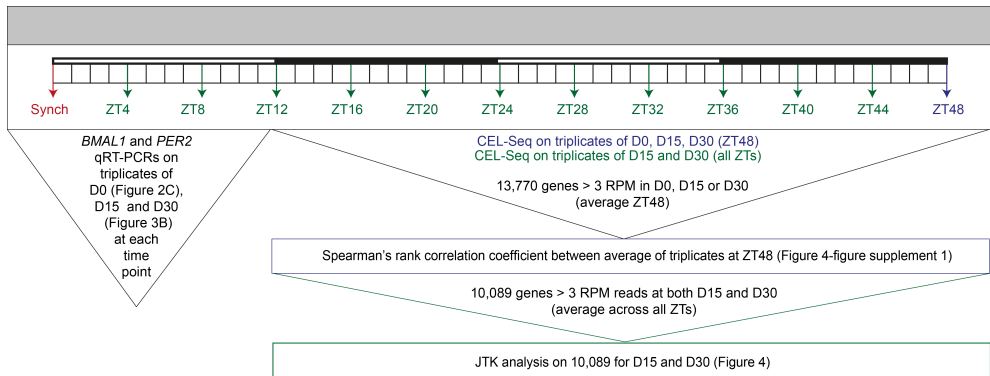 Synch ZT4 ZT8 ZT12 ZT16 ZT20 ZT24 ZT28 ZT32 ZT36 ZT40 ZT44 ZT48
BMAL1 and PER2
qRT-PCRs on
triplicates of
D0 (Figure 2C),
D15 and D30
(Figure 3B)
at each
time
point
CEL-Seq on triplicates of D0, D15, D30 (ZT48)
CEL-Seq on triplicates of D15 and D30 (all ZTs)
13,770 genes > 3 RPM in D0, D15 or D30
(average ZT48)
Spearman's rank correlation coefficient between average of triplicates at ZT48 (Figure 4-figure supplement 1)
10,089 genes > 3 RPM reads at both D15 and D30
(average across all ZTs)
JTK analysis on 10,089 for D15 and D30 (Figure 4)